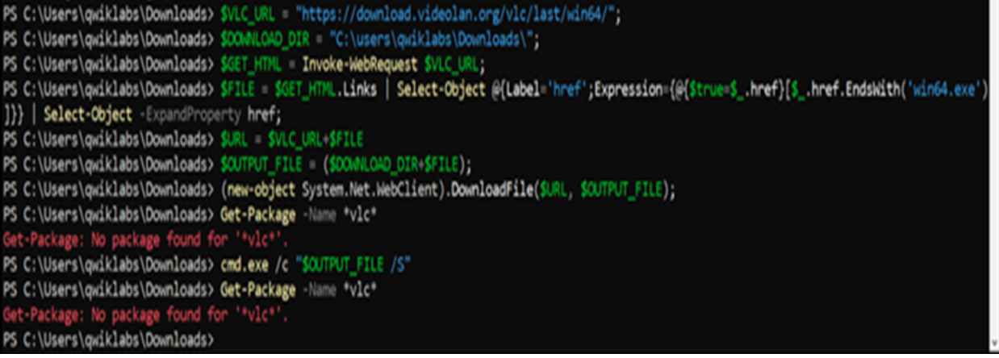 PS C:\Users\qwiklabs\Downloads> $VLC_URL = "https://download.videolan.org/vlc/last/win64/";
PS C:\Users\qwiklabs\Downloads> $DOWNLOAD_DIR = "C:\users\qwiklabs\Downloads\";
PS C:\Users\qwiklabs\Downloads> $GET_HTML = Invoke-WebRequest $VLC_URL;
PS C:\Users\qwiklabs\Downloads> $FILE = $GET_HTML.Links | Select-Object @{Label='href';Expression={@{$true=$_.href}[$_.href.EndsWith('win64.exe')
]}} | Select-Object -ExpandProperty href;
PS C:\Users\qwiklabs\Downloads> $URL = $VLC_URL+$FILE
PS C:\Users\qwiklabs\Downloads> $OUTPUT_FILE = ($DOWNLOAD_DIR+$FILE);
PS C:\Users\qwiklabs\Downloads> (new-object System.Net.WebClient).DownloadFile($URL, $OUTPUT_FILE);
PS C:\Users\qwiklabs\Downloads> Get-Package -Name *vlc*
Get-Package: No package found for '*vlc*'.
PS C:\Users\qwiklabs\Downloads> cmd.exe /c "$OUTPUT_FILE /S"
PS C:\Users\qwiklabs\Downloads> Get-Package -Name *vlc*
Get-Package: No package found for '*vlc*'.
PS C:\Users\qwiklabs\Downloads>